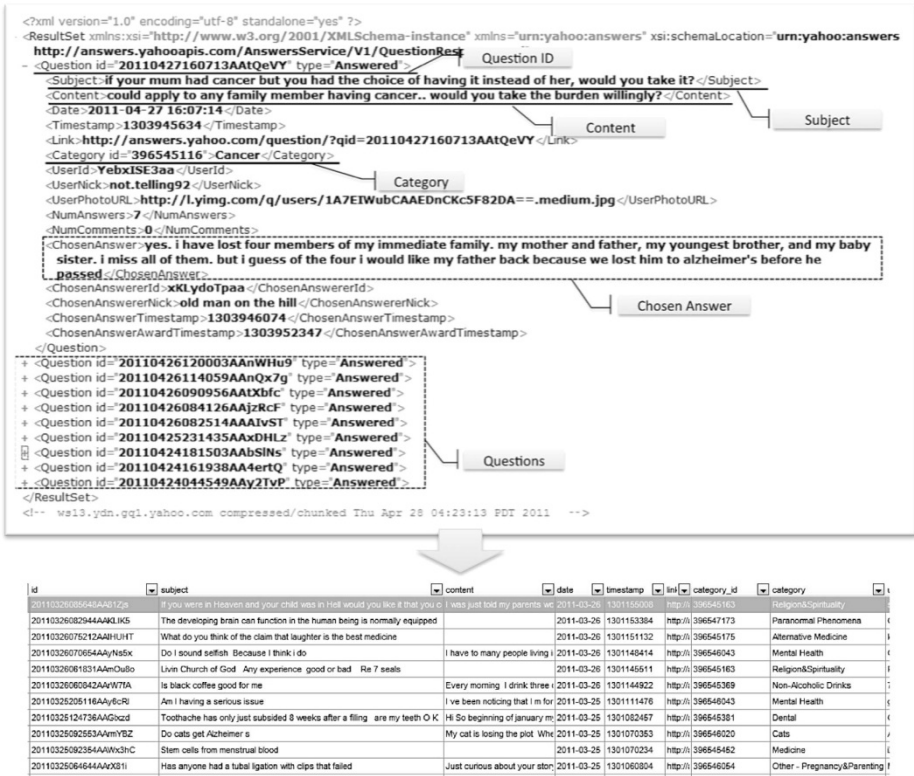 <?xml version="1.0" encoding="utf-8" standalone="yes" ?>
- <ResultSet xmlns:xsi="http://www.w3.org/2001/XMLSchema-instance" xmlns="urn:yahoo:answers" xsi:schemaLocation="urn:yahoo:answers
http://answers.yahooapis.com/AnswersService/V1/QuestionRes
- <Question id="20110427160713AAtQeVY" type="Answered">
Question ID
<Subject>if your mum had cancer but you had the choice of having it instead of her, would you take it?</Subject>
<Content>could apply to any family member having cancer.. would you take the burden willingly?</Content>
<Date>2011-04-27 16:07:14</Date>
<Timestamp>1303945634</Timestamp>
Content
Subject
<Link>http://answers.yahoo.com/question/?qid=20110427160713AAtQeVY</Link>
<Category id="396545116">Cancer</Category>
<UserId>YebxISE3aa</UserId>
<UserNick>not.telling92</UserNick>
Category
<UserPhotoURL>http://l.yimg.com/q/users/1A7EIWubCAAEDnCKc5F82DA==.medium.jpg</UserPhotoURL>
<NumAnswers>7</NumAnswers>
<NumComments>0</NumComments>
<ChosenAnswer>yes. i have lost four members of my immediate family. my mother and father, my youngest brother, and my baby
sister. i miss all of them. but i guess of the four i would like my father back because we lost him to alzheimer's before he
passed</ChosenAnswer>
<ChosenAnswererId>xKLydoTpaa</ChosenAnswererId>
<ChosenAnswererNick>old man on the hill</ChosenAnswererNick>
Chosen Answer
<ChosenAnswerTimestamp>1303946074</ChosenAnswerTimestamp>
<ChosenAnswerAwardTimestamp>1303952347</ChosenAnswerAwardTimestamp>
</Question>
+ <Question id="20110426120003AAnWHu9" type="Answered">
+ <Question id="20110426114059AAnQx7g" type="Answered">
+ <Question id="20110426090956AAtXbfc" type="Answered">
+ <Question id="20110426084126AAjzRcF" type="Answered">
+ <Question id="20110426082514AAAIvST" type="Answered">
+ <Question id="20110425231435AAxDHLz" type="Answered">
+ <Question id="20110424181503AAbSlNs" type="Answered">
+ <Question id="20110424161938AA4ertQ" type="Answered">
+ <Question id="20110424044549AAy2TvP" type="Answered">
Questions
</ResultSet>
<!-- ws13.ydn.gq1.yahoo.com compressed/chunked Thu Apr 28 04:23:13 PDT 2011 -->
id subject content date timestamp link category_id category
20110326085648AA61Zjs If you were in Heaven and your child was in Hell would you like it that you c I was just told my parents wo 2011-03-26 1301155008 http:// 396545163 Religion&Spirituality
20110326082944AAKLIK5 The developing brain can function in the human being is normally equipped 2011-03-26 1301153384 http:// 396547173 Paranormal Phenomena
20110326075212AAIHUHT What do you think of the claim that laughter is the best medicine 2011-03-26 1301151132 http:// 396545175 Alternative Medicine
20110326070654AAyNs5x Do I sound selfish Because I think i do I have to many people living i 2011-03-26 1301148414 http:// 396546043 Mental Health
20110326061831AAmOu8o Livin Church of God Any experience good or bad Re 7 seals 2011-03-26 1301145511 http:// 396545163 Religion&Spirituality
20110326060842AArW7fA Is black coffee good for me Every morning I drink three 2011-03-26 1301144922 http:// 396545369 Non-Alcoholic Drinks
20110325205116AAy6cRl Am I having a serious issue I ve been noticing that I m for 2011-03-25 1301111476 http:// 396546043 Mental Health
20110325124736AAGlxzd Toothache has only just subsided 8 weeks after a filing are my teeth O K Hi So beginning of january m 2011-03-25 1301082457 http:// 396545381 Dental
20110325092553AArmYBZ Do cats get Alzheimer s My cat is losing the plot Whe 2011-03-25 1301070353 http:// 396546020 Cats
20110325092354AAWx3hC Stem cells from menstrual blood 2011-03-25 1301070234 http:// 396545452 Medicine
20110325064644AArX81i Has anyone had a tubal ligation with clips that failed Just curious about your story 2011-03-25 1301060804 http:// 396546054 Other - Pregnancy&Parenting